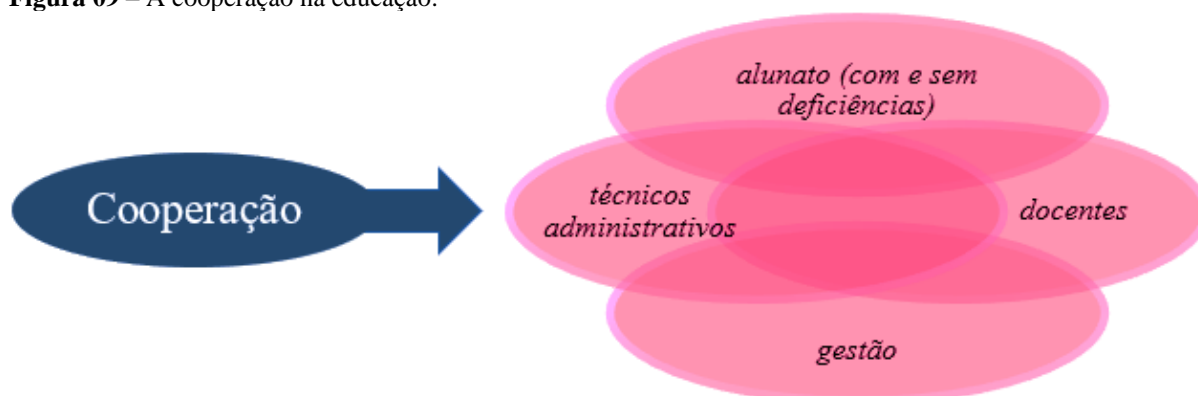 Figura 09 – A cooperação na educação.
alunato (com e sem
deficiências)
Cooperação
técnicos
administrativos
docentes
gestão